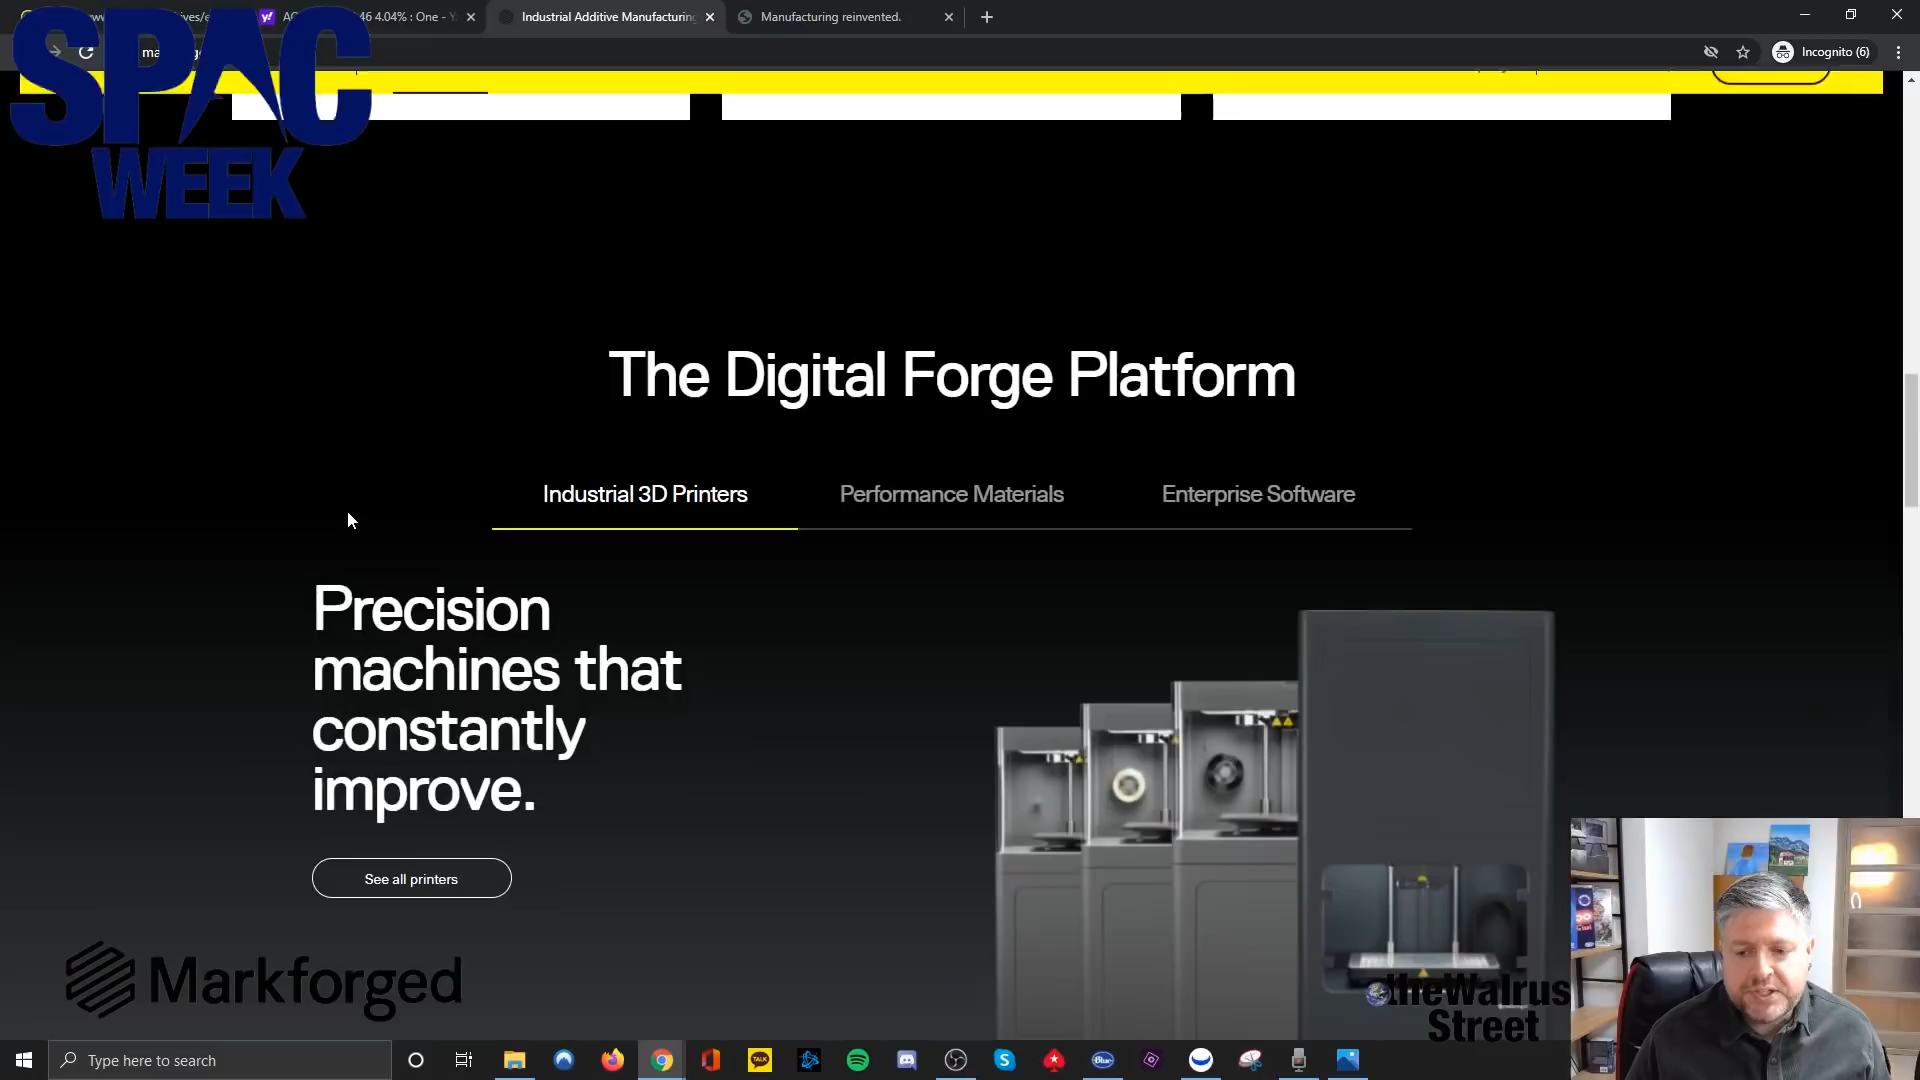 46 4.04% : One - Y
Industrial Additive Manufacturing
Manufacturing reinvented.
Incognito (6)
SPAC
WEEK
The Digital Forge Platform
Industrial 3D Printers
Performance Materials
Enterprise Software
Precision
machines that
constantly
improve.
See all printers
Markforged
theWalrus
Street
Type here to search
TALK
Blue